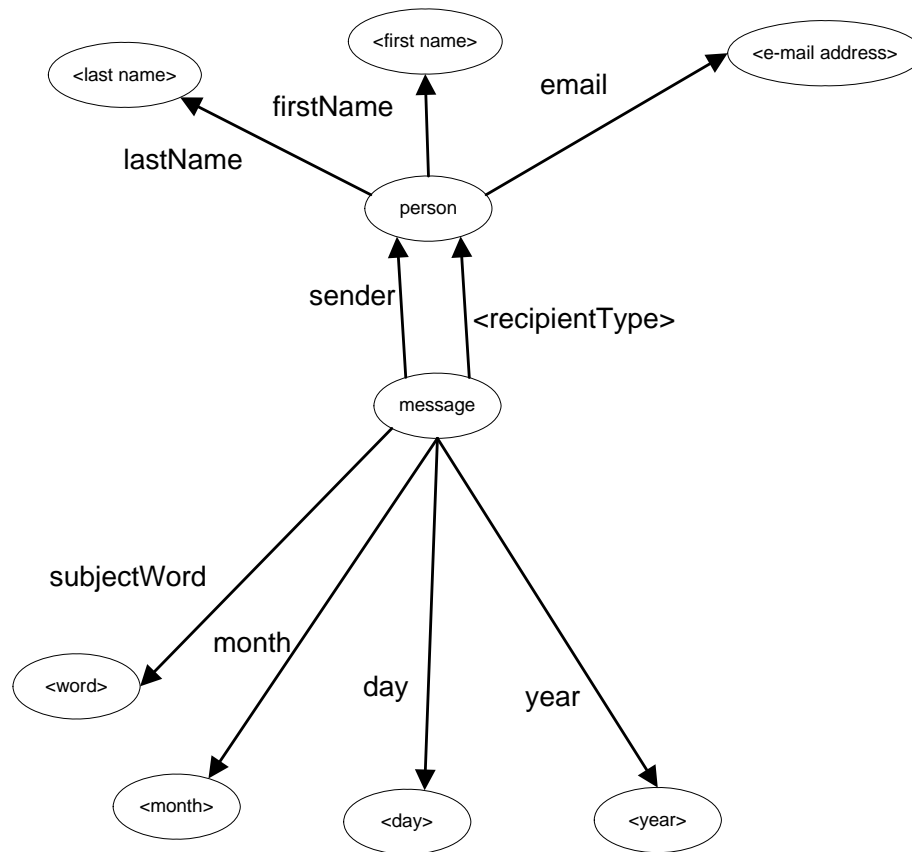 <first name>
<last name>
<e-mail address>
email
firstName
lastName
person
sender
<recipientType>
message
subjectWord
month
day
year
<word>
<month>
<day>
<year>